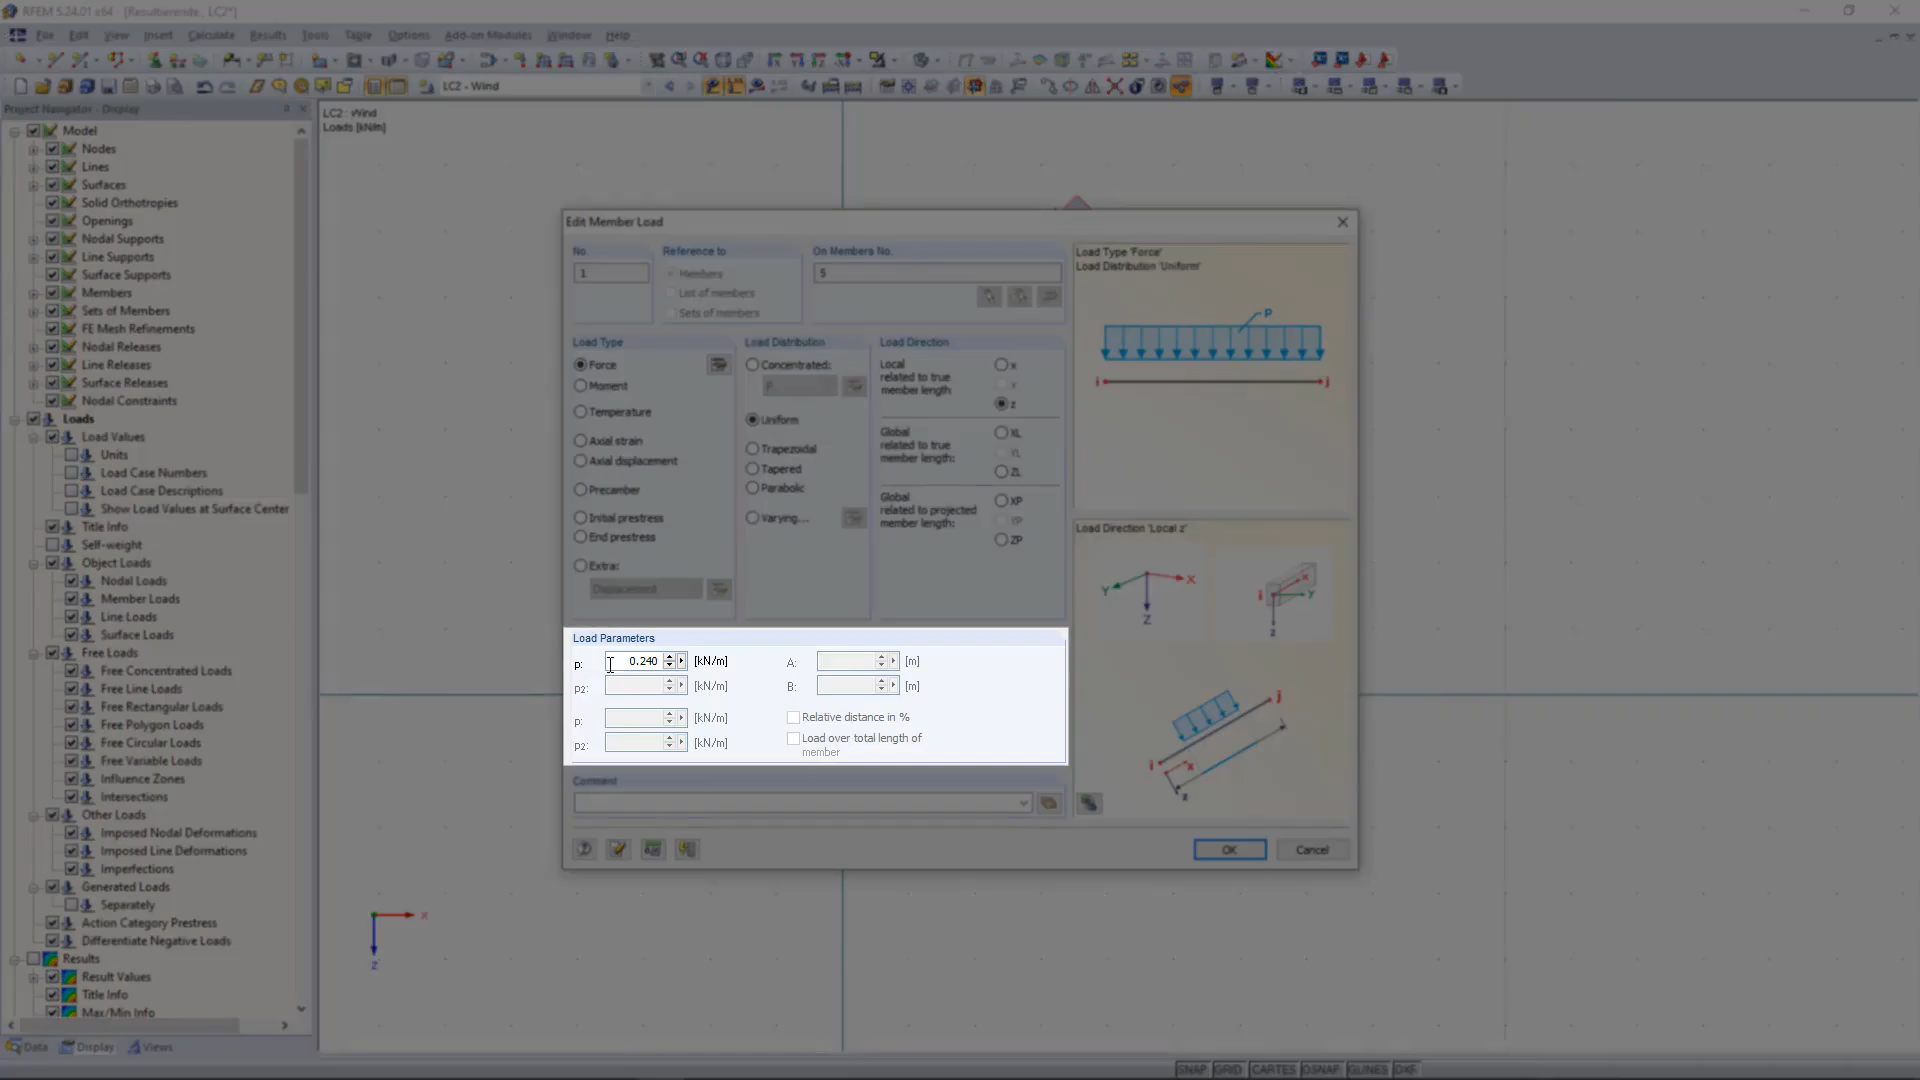 RFEM 5.24.01 x64 - [Resultierende, LC2*]
File Edit View Insert Calculate Results Tools Table Options Add-on Modules Window Help
LC2 - Wind
Project Navigator - Display
Model
Nodes
Lines
Surfaces
Solid Orthotropies
Openings
Nodal Supports
Line Supports
Surface Supports
Members
Sets of Members
FE Mesh Refinements
Nodal Releases
Line Releases
Surface Releases
Nodal Constraints
Loads
Load Values
Units
Load Case Numbers
Load Case Descriptions
Show Load Values at Surface Center
Title Info
Self-weight
Object Loads
Nodal Loads
Member Loads
Line Loads
Surface Loads
Free Loads
Free Concentrated Loads
Free Line Loads
Free Rectangular Loads
Free Polygon Loads
Free Circular Loads
Free Variable Loads
Influence Zones
Intersections
Other Loads
Imposed Nodal Deformations
Imposed Line Deformations
Imperfections
Generated Loads
Separately
Action Category Prestress
Differentiate Negative Loads
Results
Result Values
Title Info
Max/Min Info
Data Display Views
LC2 : Wind
Loads [kN/m]
X
Z
Edit Member Load
No.
1
Reference to
Members
List of members
Sets of members
On Members No.
5
Load Type
Force
Moment
Temperature
Axial strain
Axial displacement
Precamber
Initial prestress
End prestress
Extra:
Displacement
Load Distribution
Concentrated:
P
Uniform
Trapezoidal
Tapered
Parabolic
Varying...
Load Direction
Local
related to true
member length:
x
y
z
Global
related to true
member length:
XL
YL
ZL
Global
related to projected
member length:
XP
YP
ZP
Load Parameters
p: 0.240 [kN/m]
p2: [kN/m]
p: [kN/m]
p2: [kN/m]
A: [m]
B: [m]
Relative distance in %
Load over total length of
member
Comment
Load Type 'Force'
Load Distribution 'Uniform'
p
i j
Load Direction 'Local z'
X
Y
Z
i
x
y
z
j
i
x
z
OK Cancel
SNAP GRID CARTES OSNAP GLINES DXF